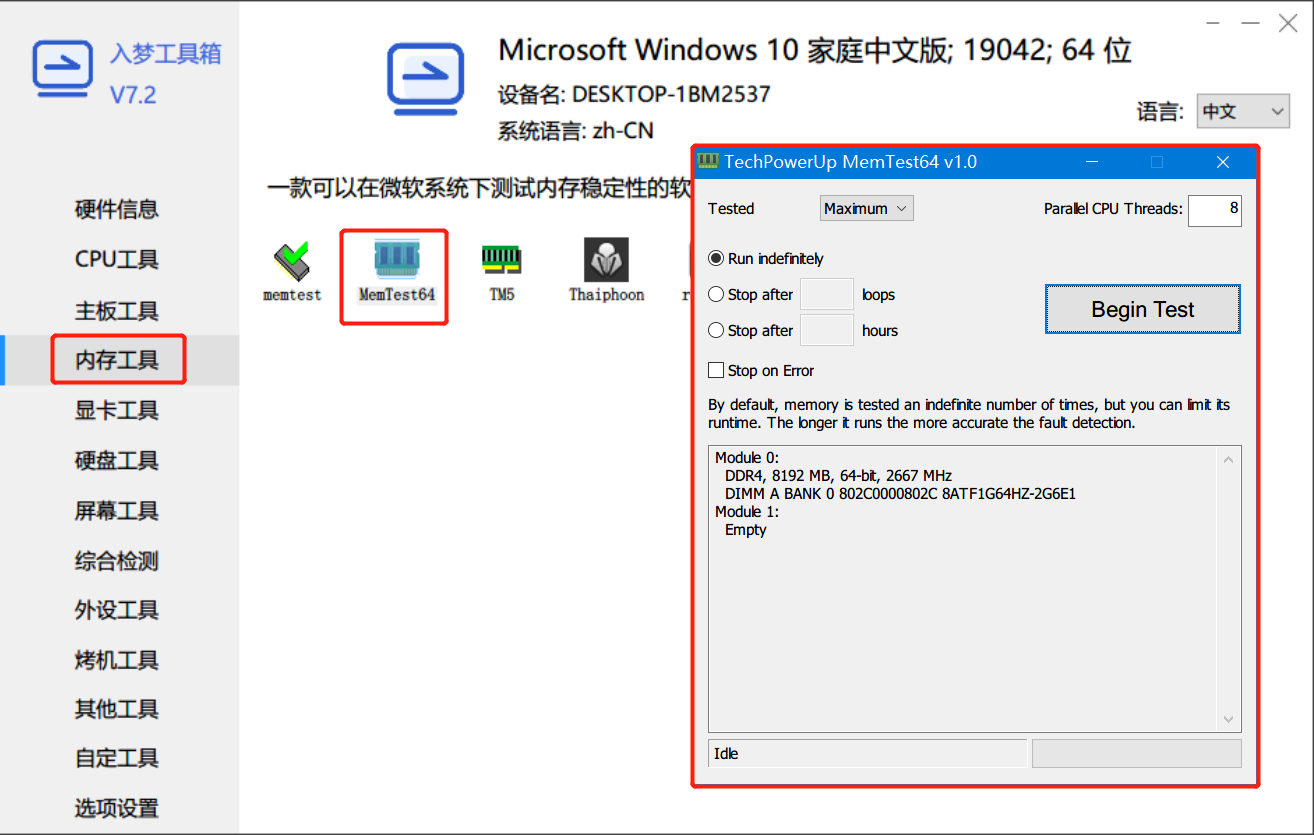 入梦工具箱
V7.2
Microsoft Windows 10 家庭中文版; 19042; 64 位
设备名: DESKTOP-1BM2537
系统语言: zh-CN
语言: 中文
一款可以在微软系统下测试内存稳定性的软
硬件信息
CPU工具
主板工具
内存工具
显卡工具
硬盘工具
屏幕工具
综合检测
外设工具
烤机工具
其他工具
自定工具
选项设置
memtest
MemTest64
TM5
Thaiphoon
TechPowerUp MemTest64 v1.0
Tested Maximum Parallel CPU Threads: 8
Run indefinitely
Stop after loops
Stop after hours
Begin Test
Stop on Error
By default, memory is tested an indefinite number of times, but you can limit its
runtime. The longer it runs the more accurate the fault detection.
Module 0:
DDR4, 8192 MB, 64-bit, 2667 MHz
DIMM A BANK 0 802C0000802C 8ATF1G64HZ-2G6E1
Module 1:
Empty
Idle